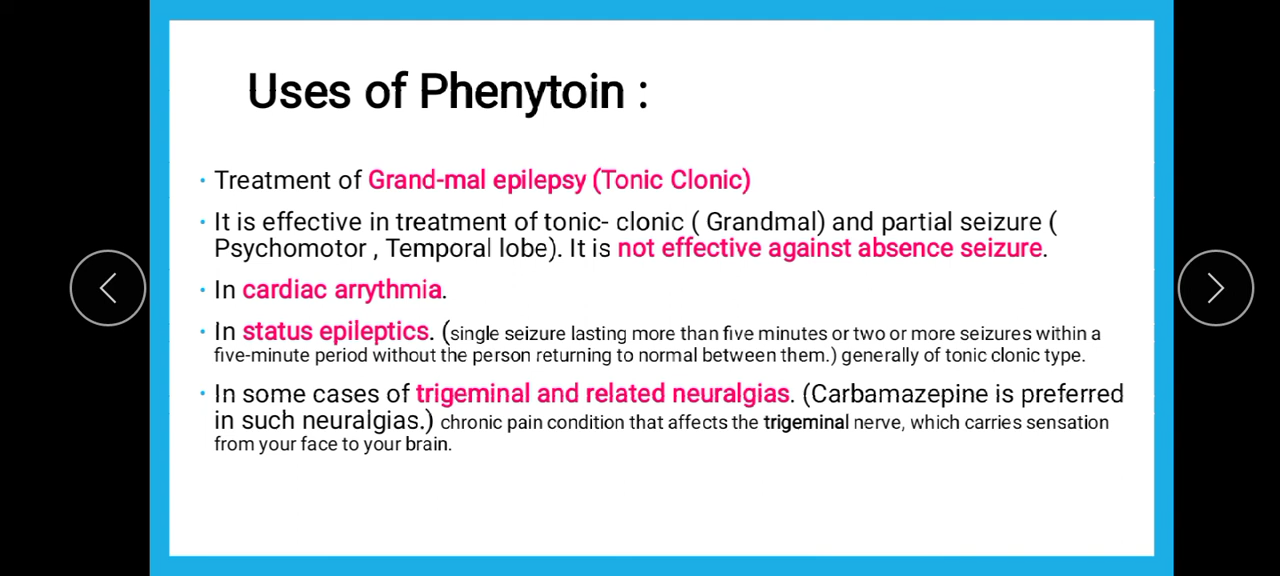 Uses of Phenytoin :
• Treatment of Grand-mal epilepsy (Tonic Clonic)
• It is effective in treatment of tonic- clonic ( Grandmal) and partial seizure (
Psychomotor , Temporal lobe). It is not effective against absence seizure.
• In cardiac arrythmia.
• In status epileptics. (single seizure lasting more than five minutes or two or more seizures within a
five-minute period without the person returning to normal between them.) generally of tonic clonic type.
• In some cases of trigeminal and related neuralgias. (Carbamazepine is preferred
in such neuralgias.) chronic pain condition that affects the trigeminal nerve, which carries sensation
from your face to your brain.